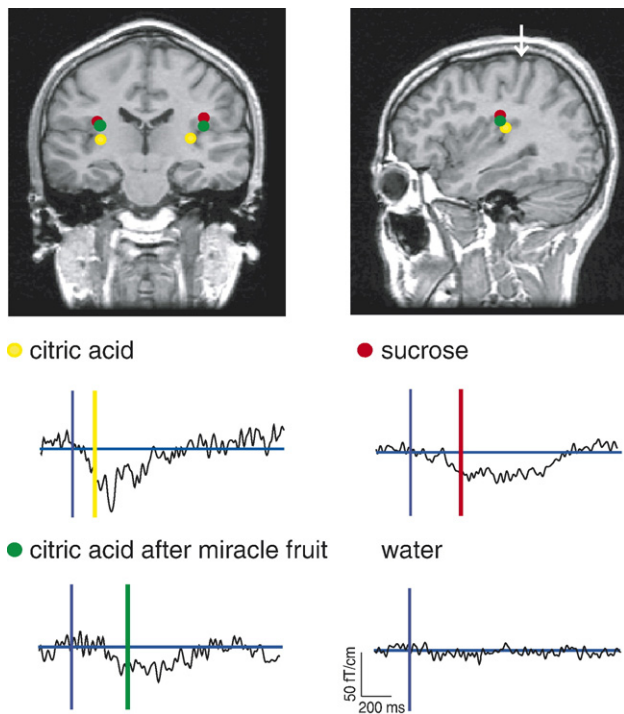 citric acid
sucrose
citric acid after miracle fruit
water
50 fT/cm
200 ms